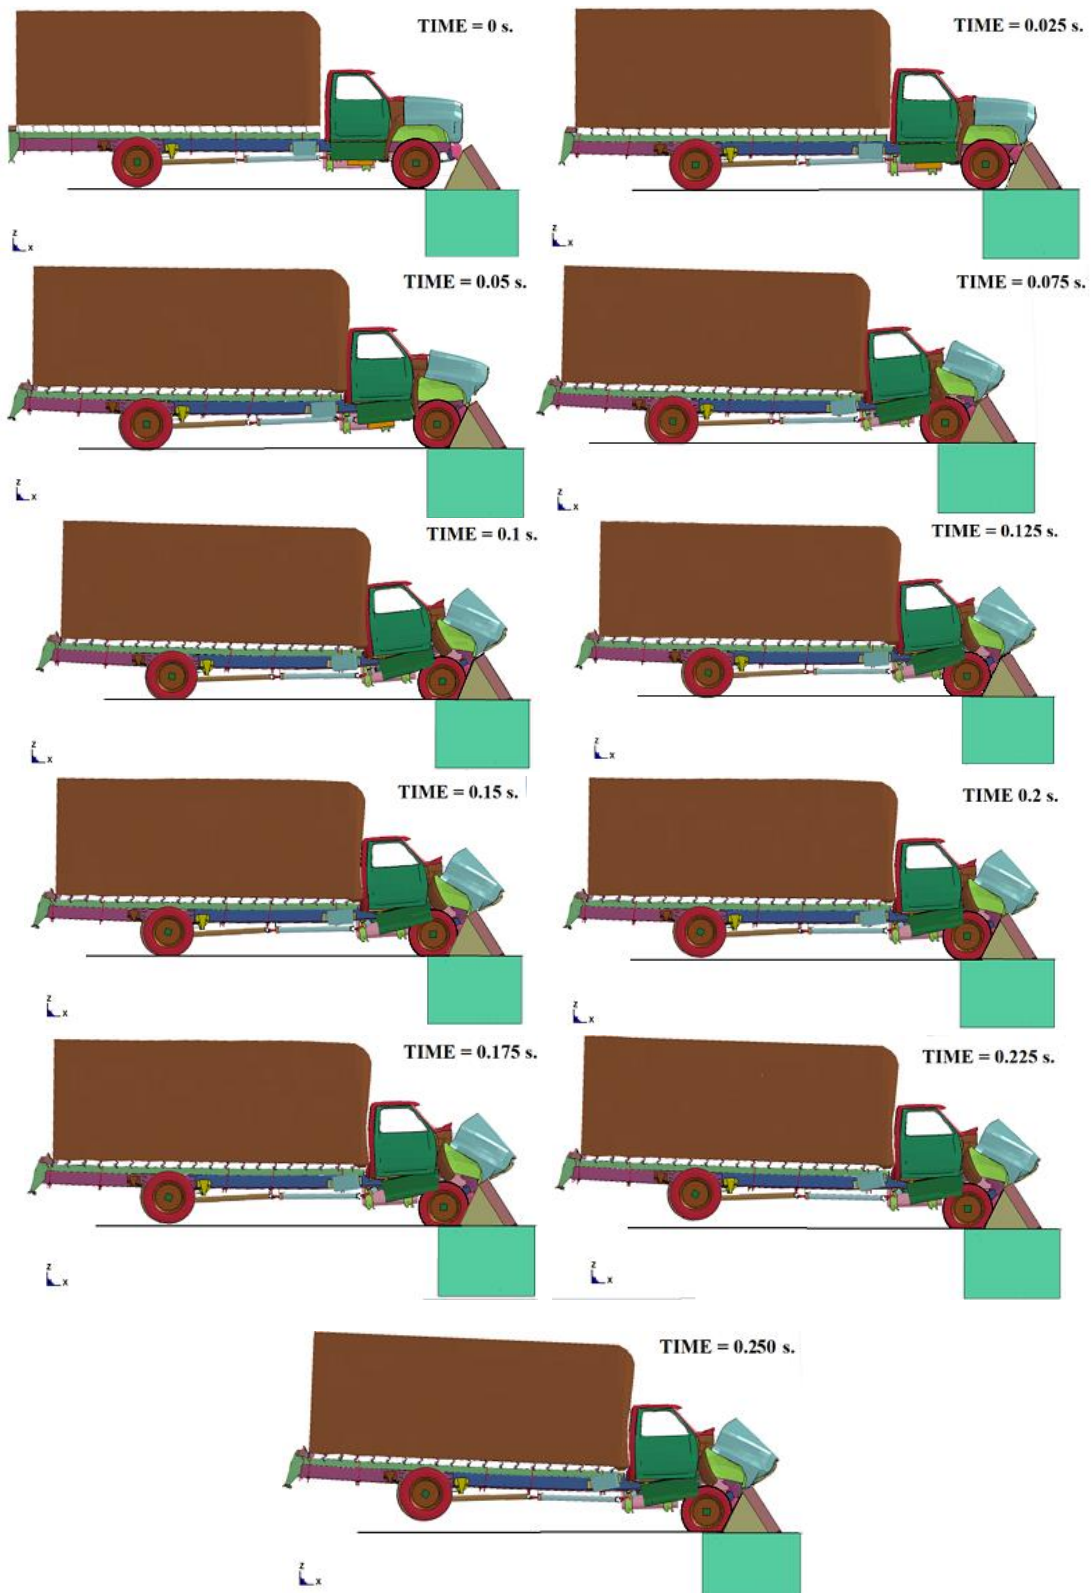 TIME = 0 s.
TIME = 0.025 s.
z
x
z
x
TIME = 0.05 s.
TIME = 0.075 s.
z
x
z
x
TIME = 0.1 s.
TIME = 0.125 s.
z
x
z
x
TIME = 0.15 s.
TIME 0.2 s.
z
x
z
x
TIME = 0.175 s.
TIME = 0.225 s.
z
x
z
x
TIME = 0.250 s.
z
x